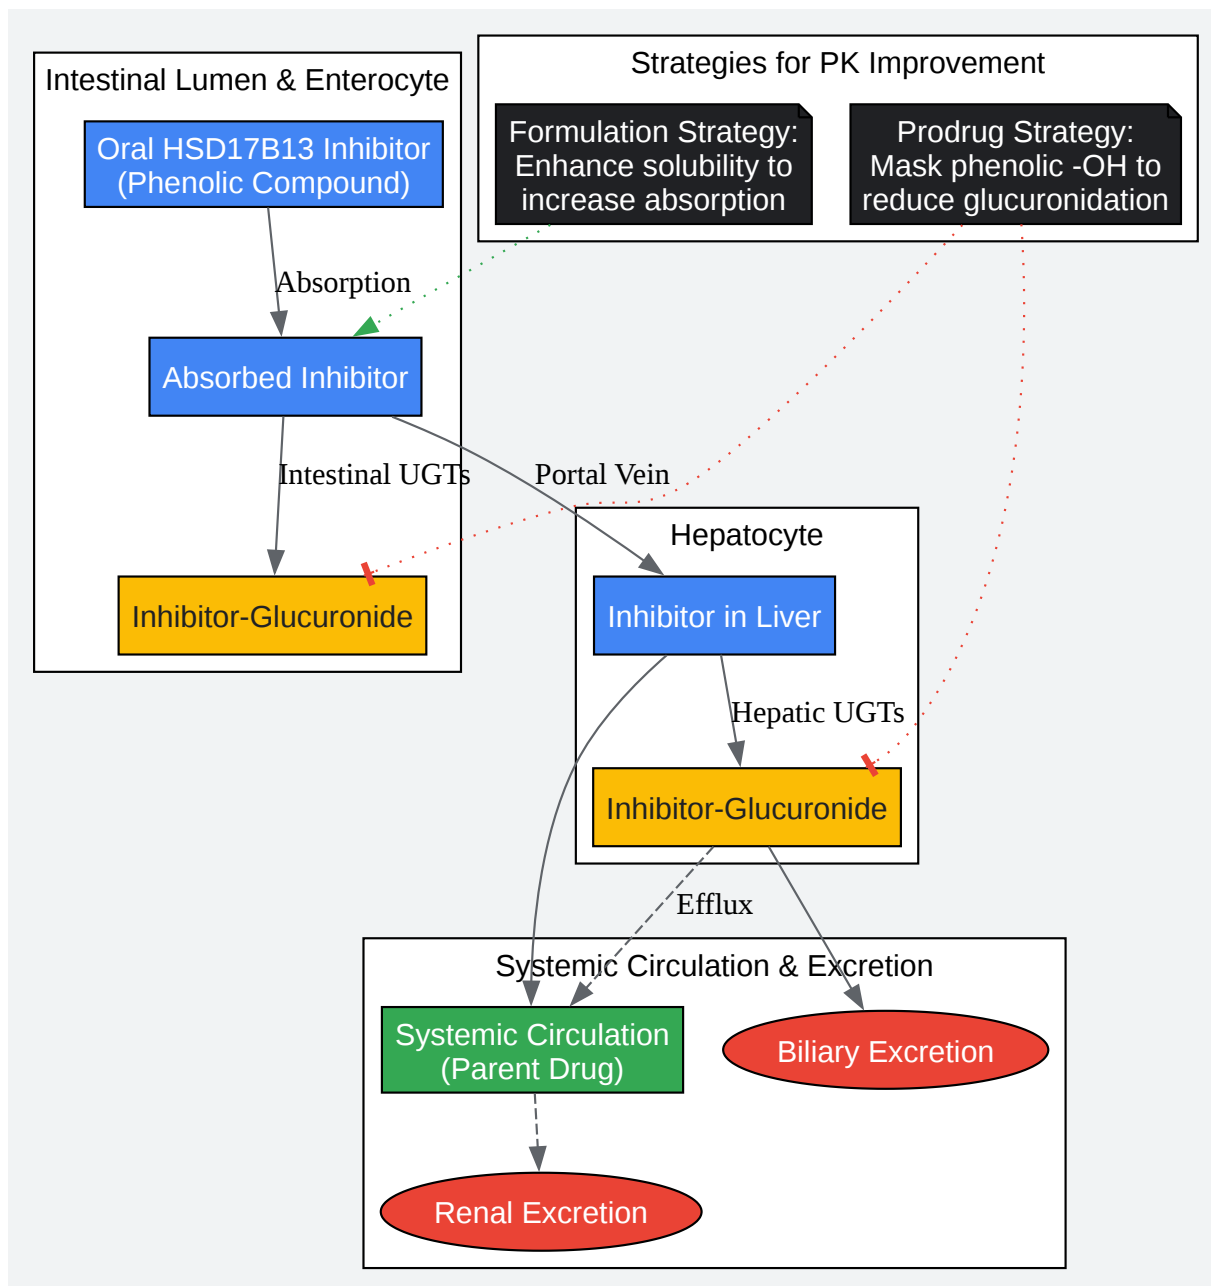 Intestinal Lumen & Enterocyte
Oral HSD17B13 Inhibitor
(Phenolic Compound)
Strategies for PK Improvement
Formulation Strategy:
Enhance solubility to
increase absorption
Prodrug Strategy:
Mask phenolic -OH to
reduce glucuronidation
Absorption
Absorbed Inhibitor
Intestinal UGTs
Portal Vein
Inhibitor-Glucuronide
Hepatocyte
Inhibitor in Liver
Hepatic UGTs
Inhibitor-Glucuronide
Efflux
Systemic Circulation & Excretion
Systemic Circulation
(Parent Drug)
Biliary Excretion
Renal Excretion